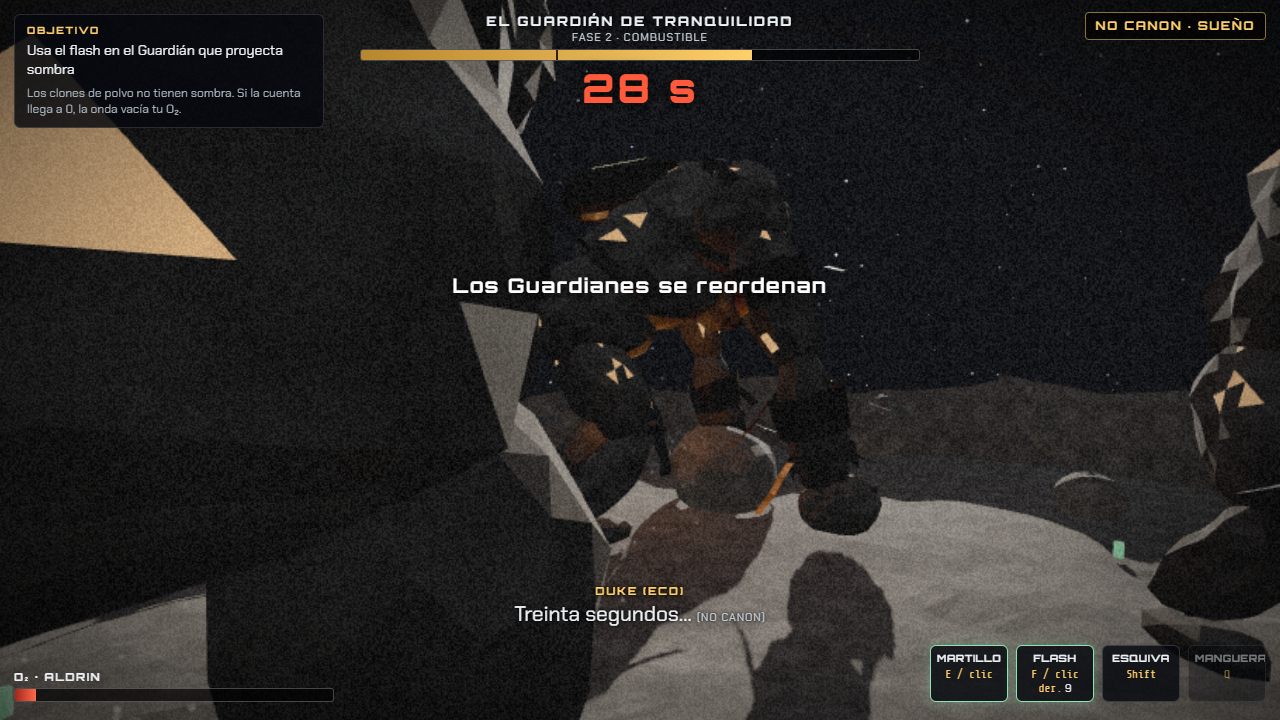 OBJETIVO
Usa el flash en el Guardián que proyecta
sombra
Los clones de polvo no tienen sombra. Si la cuenta
llega a 0, la onda vacía tu O₂.
EL GUARDIÁN DE TRANQUILIDAD
FASE 2 · COMBUSTIBLE
28 s
NO CANON · SUEÑO
Los Guardianes se reordenan
DUKE (ECO)
Treinta segundos... (NO CANON)
O₂ · ALDRIN
MARTILLO
E / clic
FLASH
F / clic
der. 9
ESQUIVA
Shift
MANGUERA
Q